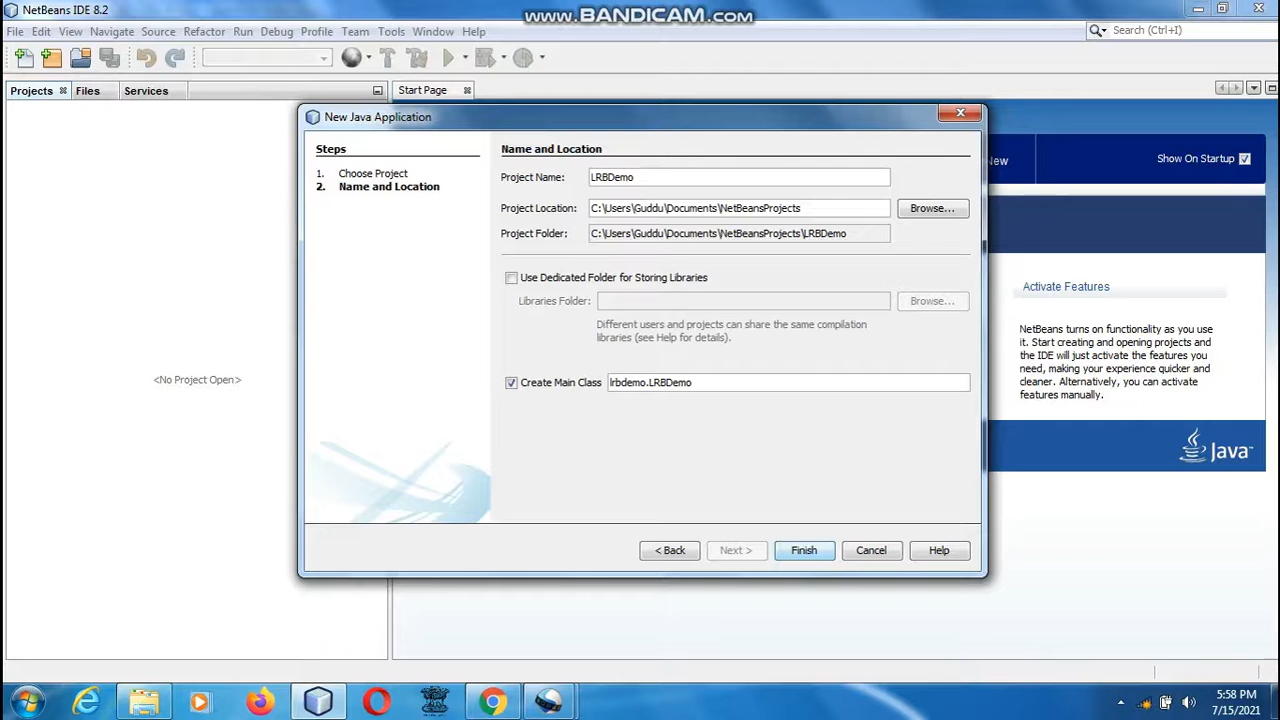 NetBeans IDE 8.2
www.BANDICAM.com
File Edit View Navigate Source Refactor Run Debug Profile Team Tools Window Help
Search (Ctrl+I)
Projects Files Services
Start Page
New Java Application
Steps
1. Choose Project
2. Name and Location
Name and Location
Project Name: LRBDemo
Project Location: C:\Users\Guddu\Documents\NetBeansProjects Browse...
Project Folder: C:\Users\Guddu\Documents\NetBeansProjects\LRBDemo
Use Dedicated Folder for Storing Libraries
Libraries Folder: Browse...
Different users and projects can share the same compilation
libraries (see Help for details).
Create Main Class lrbdemo.LRBDemo
< Back Next > Finish Cancel Help
<No Project Open>
New
Show On Startup
Activate Features
NetBeans turns on functionality as you use
it. Start creating and opening projects and
the IDE will just activate the features you
need, making your experience quicker and
cleaner. Alternatively, you can activate
features manually.
Java
5:58 PM
7/15/2021